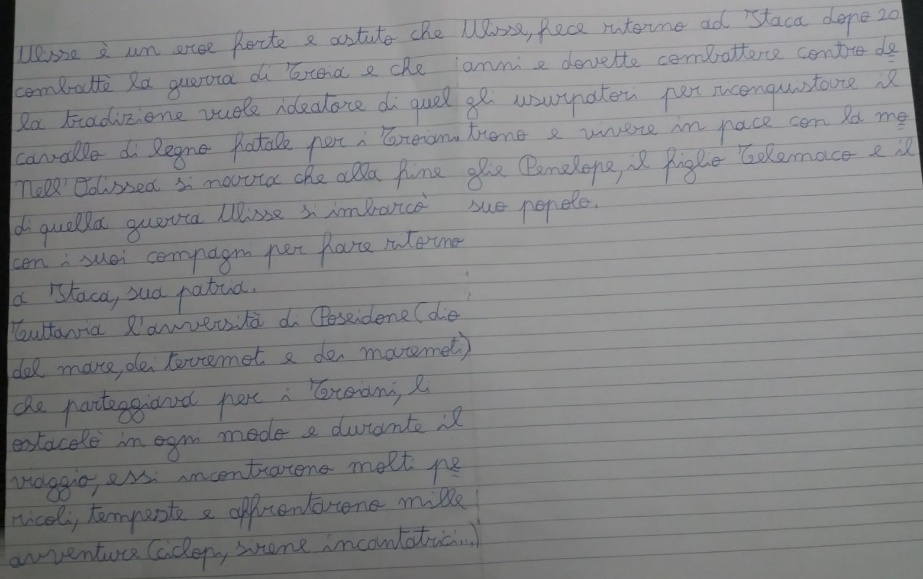 Ulisse è un eroe forte e astuto che
combattè la guerra di Troia e che
la tradizione vuole ideatore di quel
cavallo di legno fatale per i Troiani.
Nell'Odissea si narra che alla fine
di quella guerra Ulisse si imbarcò
con i suoi compagni per fare ritorno
a Itaca, sua patria.
Tuttavia l'avversità di Poseidone (dio
del mare, dei terremoti e dei maremoti)
che parteggiava per i Troiani, li
ostacolò in ogni modo e durante il
viaggio, essi incontrarono molti pe
ricoli, tempeste e affrontarono mille
avventure (ciclopi, sirene incantatrici...)
Ulisse, fece ritorno ad Itaca dopo 20
anni e dovette combattere contro de
gli usurpatori per riconquistare il
trono e vivere in pace con la mo
glie Penelope, il figlio Telemaco e il
suo popolo.